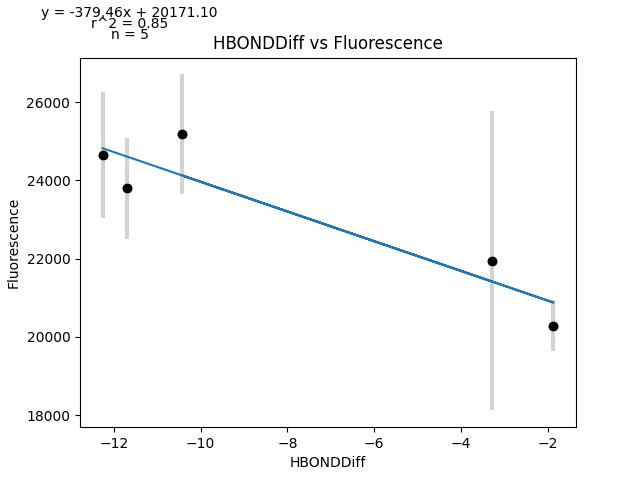 y = -379.46x + 20171.10
r^2 = 0.85
n = 5
HBONDDiff vs Fluorescence
26000
24000
22000
20000
18000
Fluorescence
−12
−10
−8
−6
−4
−2
HBONDDiff